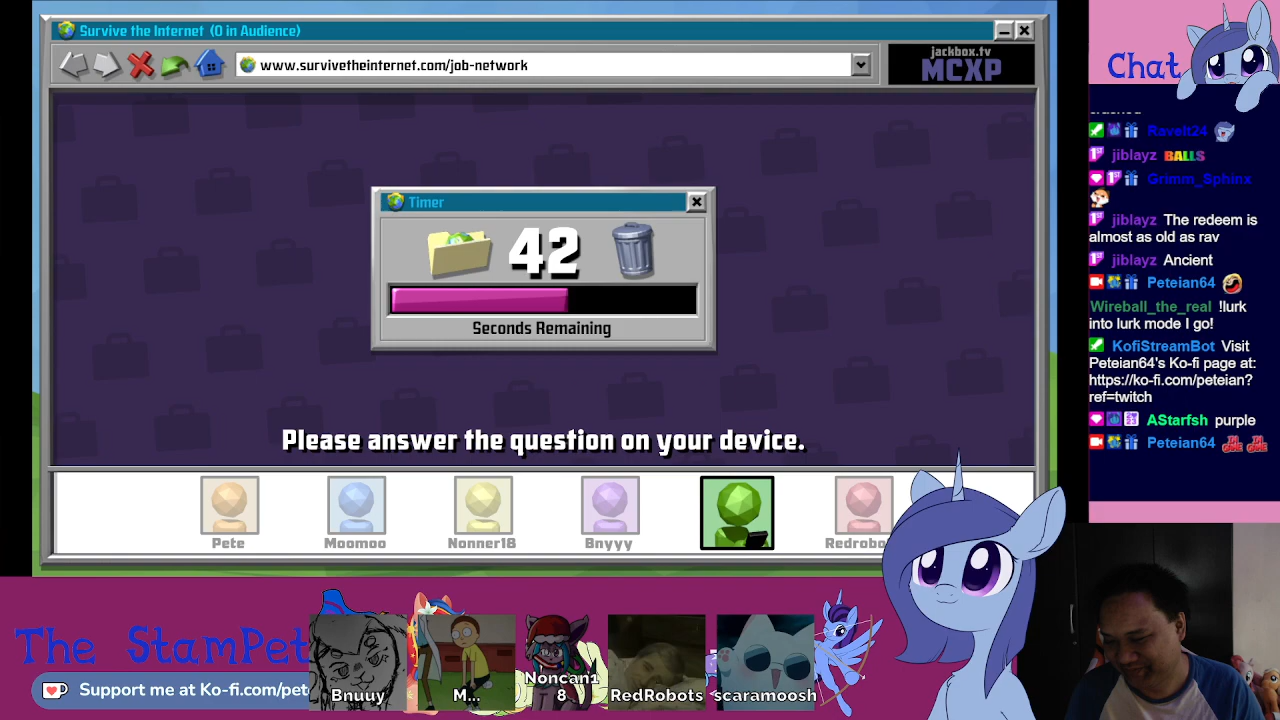 Survive the Internet (0 in Audience)
www.survivetheinternet.com/job-network
jackbox.tv
MCXP
Timer
42
Seconds Remaining
Please answer the question on your device.
Pete
Moomoo
Nonner18
Bnyyy
The StamPet
Support me at Ko-fi.com/pet
Bnuuy
M...
Noncan1
8
RedRobots
scaramoosh
Chat
RaveIt24
jiblayz BALLS
Grimm_Sphinx
jiblayz The redeem is
almost as old as rav
jiblayz Ancient
Peteian64
Wireball_the_real !lurk
into lurk mode I go!
KofiStreamBot Visit
Peteian64's Ko-fi page at:
https://ko-fi.com/peteian?
ref=twitch
AStarfsh purple
Peteian64